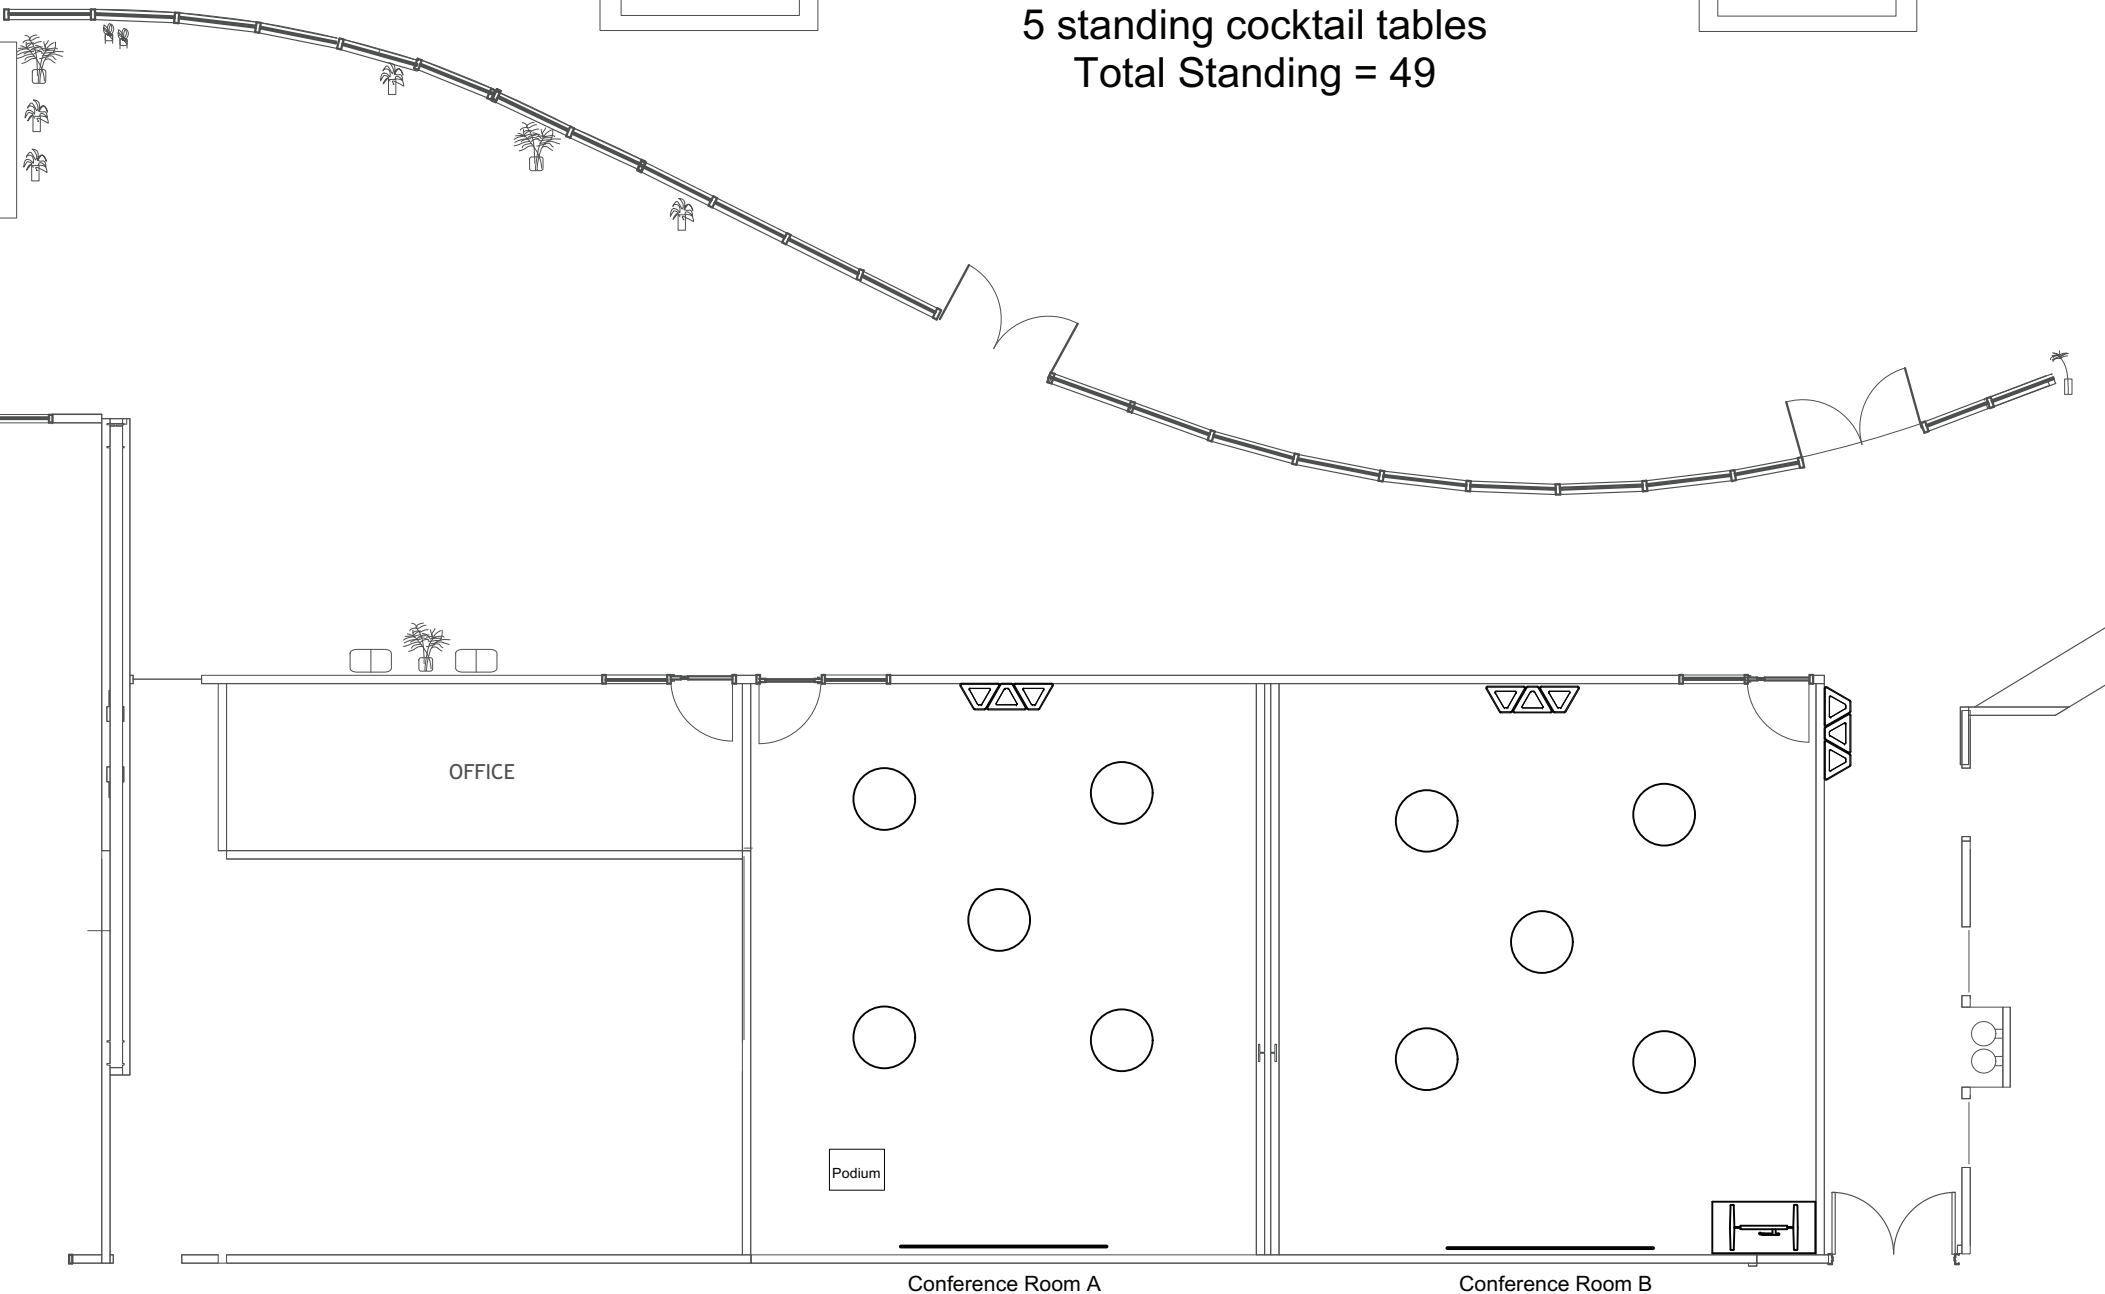 5 standing cocktail tables
Total Standing = 49
OFFICE
Podium
Conference Room A
Conference Room B